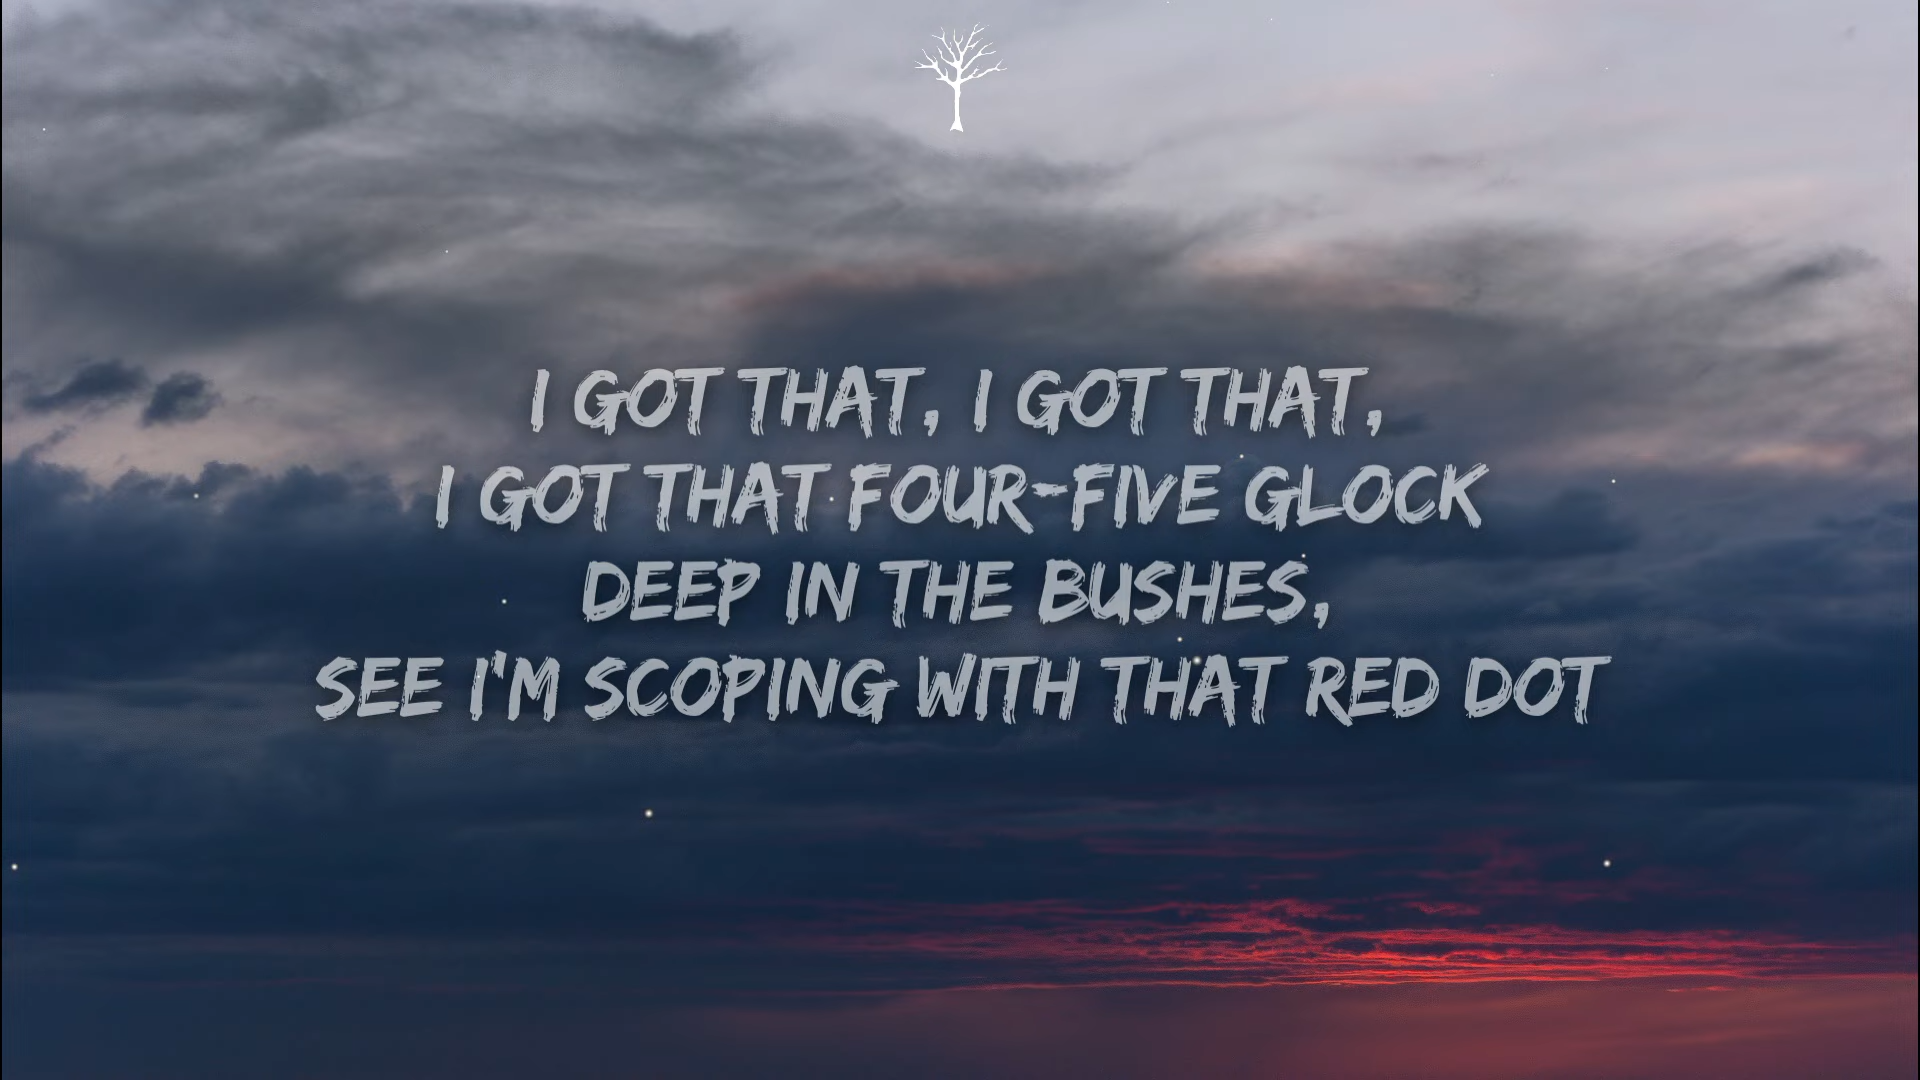 I GOT THAT, I GOT THAT,
I GOT THAT FOUR-FIVE GLOCK
DEEP IN THE BUSHES,
SEE I'M SCOPING WITH THAT RED DOT